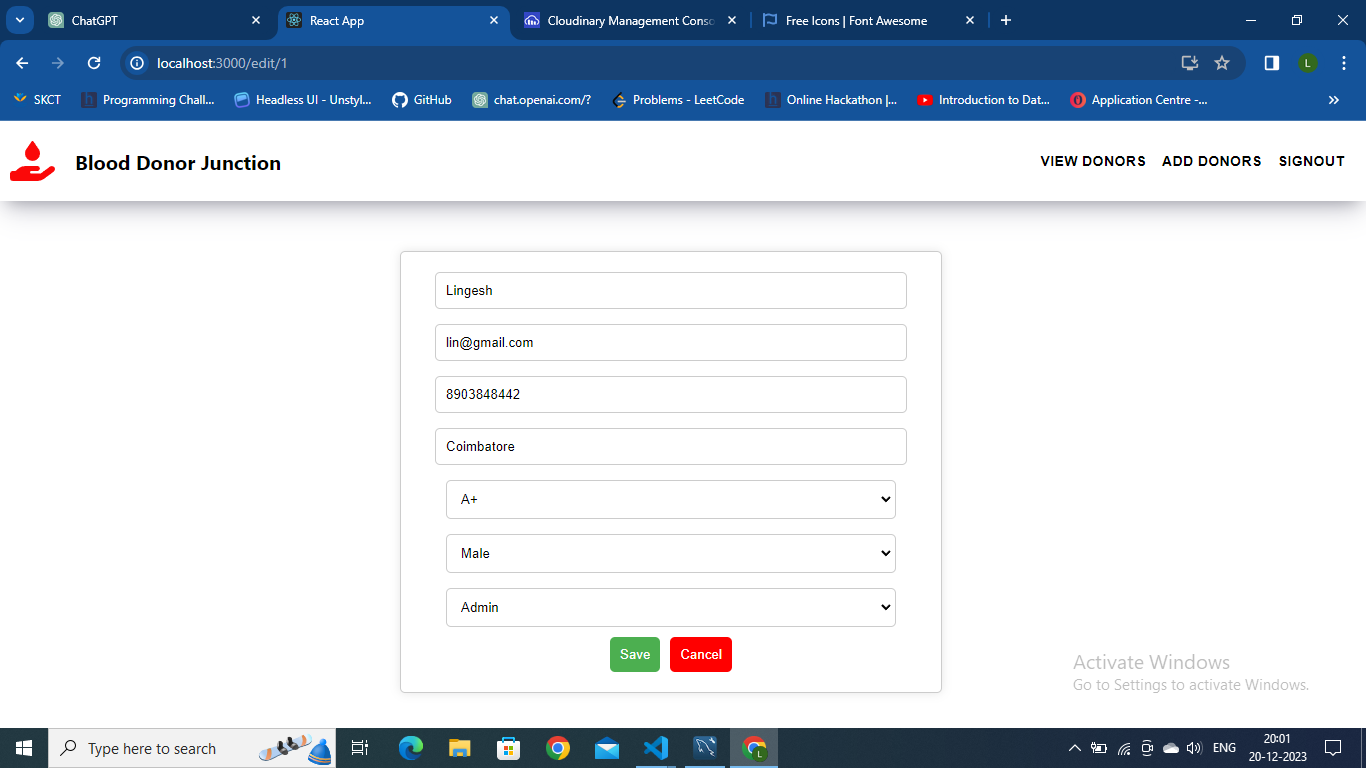 ChatGPT
React App
Cloudinary Management Conso
Free Icons | Font Awesome
localhost:3000/edit/1
L
SKCT
Programming Chall...
Headless UI - Unstyl...
GitHub
chat.openai.com/?
Problems - LeetCode
Online Hackathon |...
Introduction to Dat...
Application Centre -...
Blood Donor Junction
VIEW DONORS
ADD DONORS
SIGNOUT
Lingesh
lin@gmail.com
8903848442
Coimbatore
A+
Male
Admin
Save
Cancel
Activate Windows
Go to Settings to activate Windows.
Type here to search
L
ENG
20:01
20-12-2023